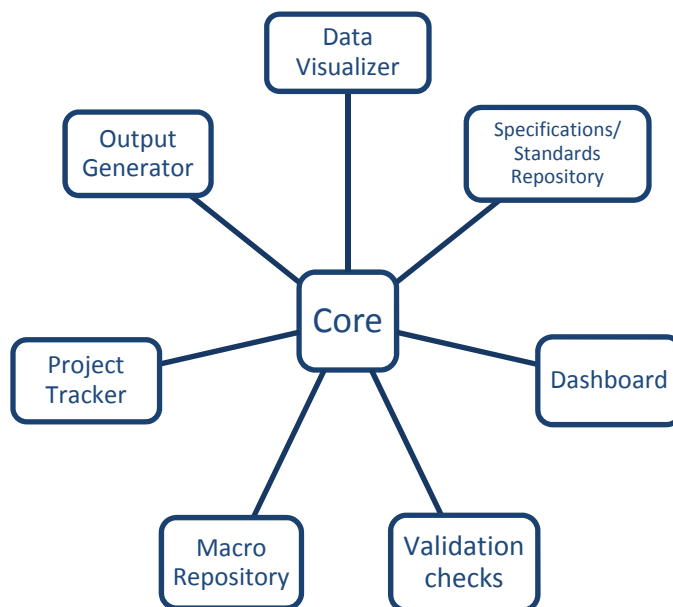 Data
Visualizer
Output
Generator
Specifications/
Standards
Repository
Core
Project
Tracker
Dashboard
Macro
Repository
Validation
checks